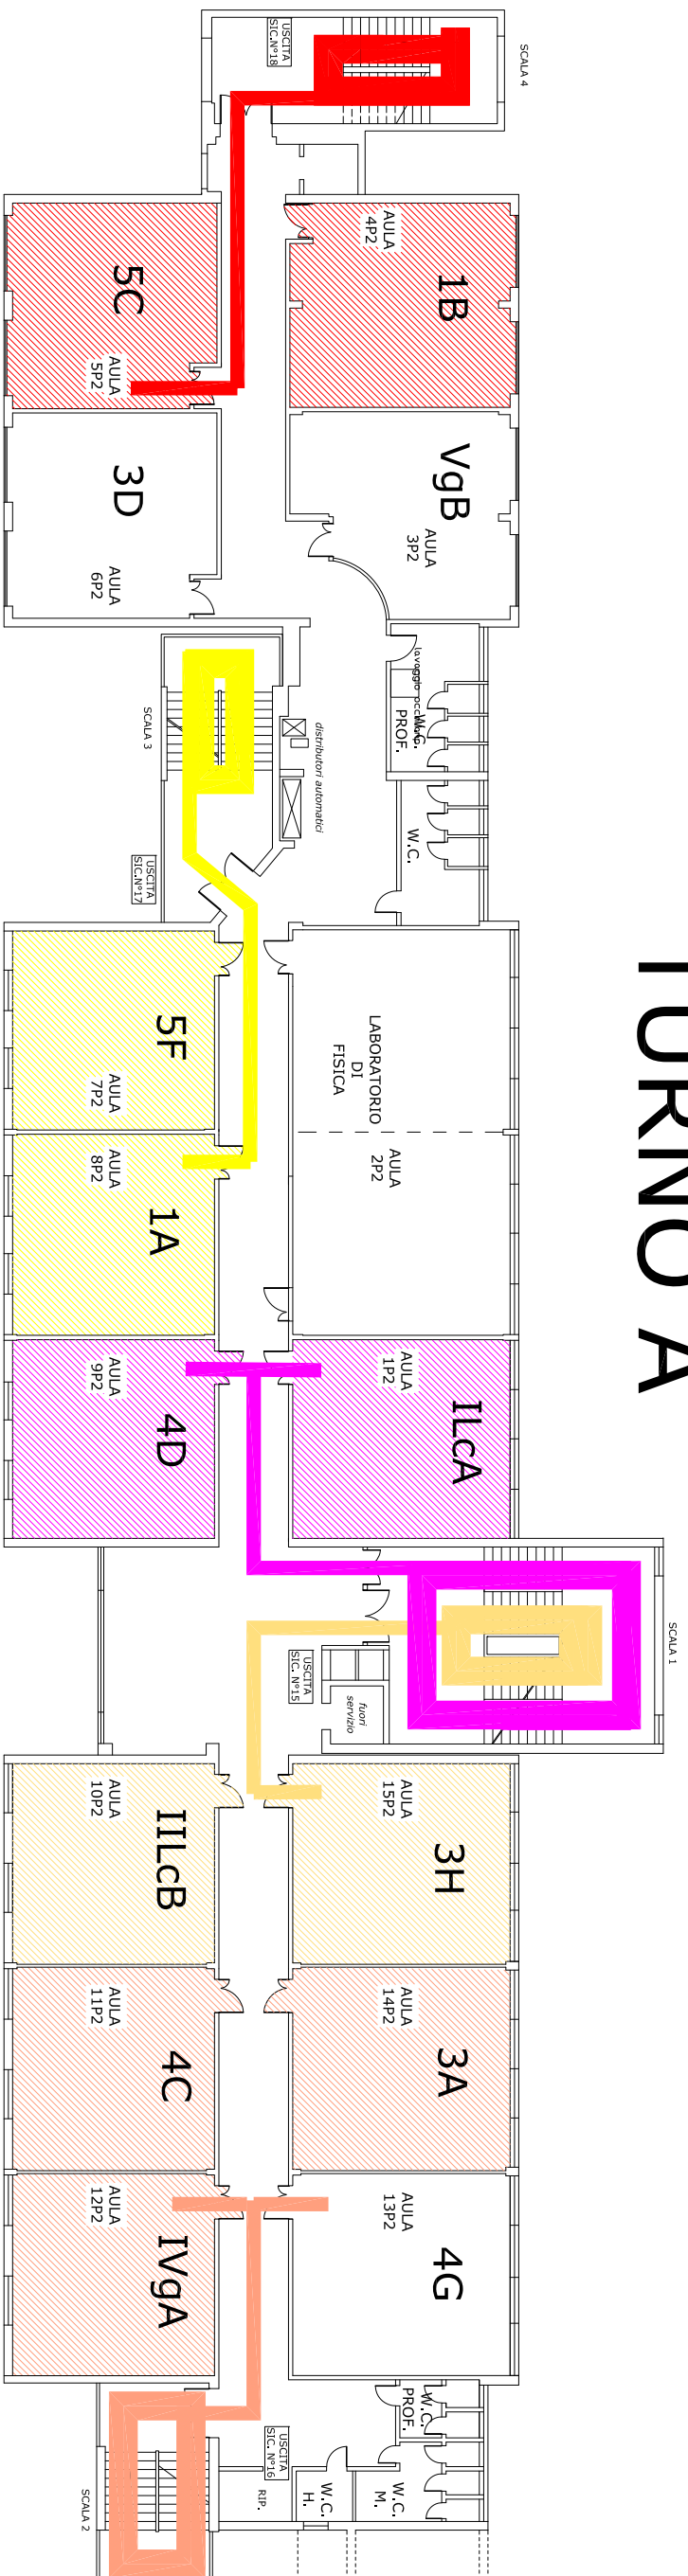 TURNO A
SCALA 4
USCITA
SIC.N°18
AULA
4P2
1B
5C
AULA
5P2
VgB
AULA
3P2
3D
AULA
6P2
lavaggio
W.C.
PROF.
distributori automatici
SCALA 3
W.C.
USCITA
SIC.N°17
5F
AULA
7P2
LABORATORIO
DI
FISICA
AULA
2P2
AULA
8P2
1A
AULA
1P2
ILcA
AULA
9P2
4D
SCALA 1
USCITA
SIC. N°15
fuori
servizio
AULA
15P2
3H
AULA
10P2
IILcB
AULA
14P2
3A
AULA
11P2
4C
AULA
13P2
4G
AULA
12P2
IVgA
W.C.
PROF.
USCITA
SIC. N°16
W.C.
M.
W.C.
H.
RIP.
SCALA 2